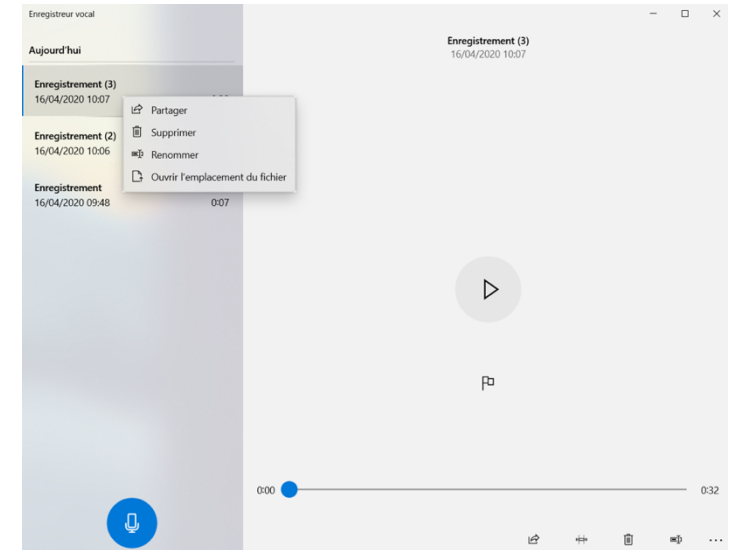 Enregistreur vocal
Aujourd'hui
Enregistrement (3)
16/04/2020 10:07
Enregistrement (2)
16/04/2020 10:06
Enregistrement
16/04/2020 09:48
0:07
Partager
Supprimer
Renommer
Ouvrir l'emplacement du fichier
Enregistrement (3)
16/04/2020 10:07
0:00
0:32